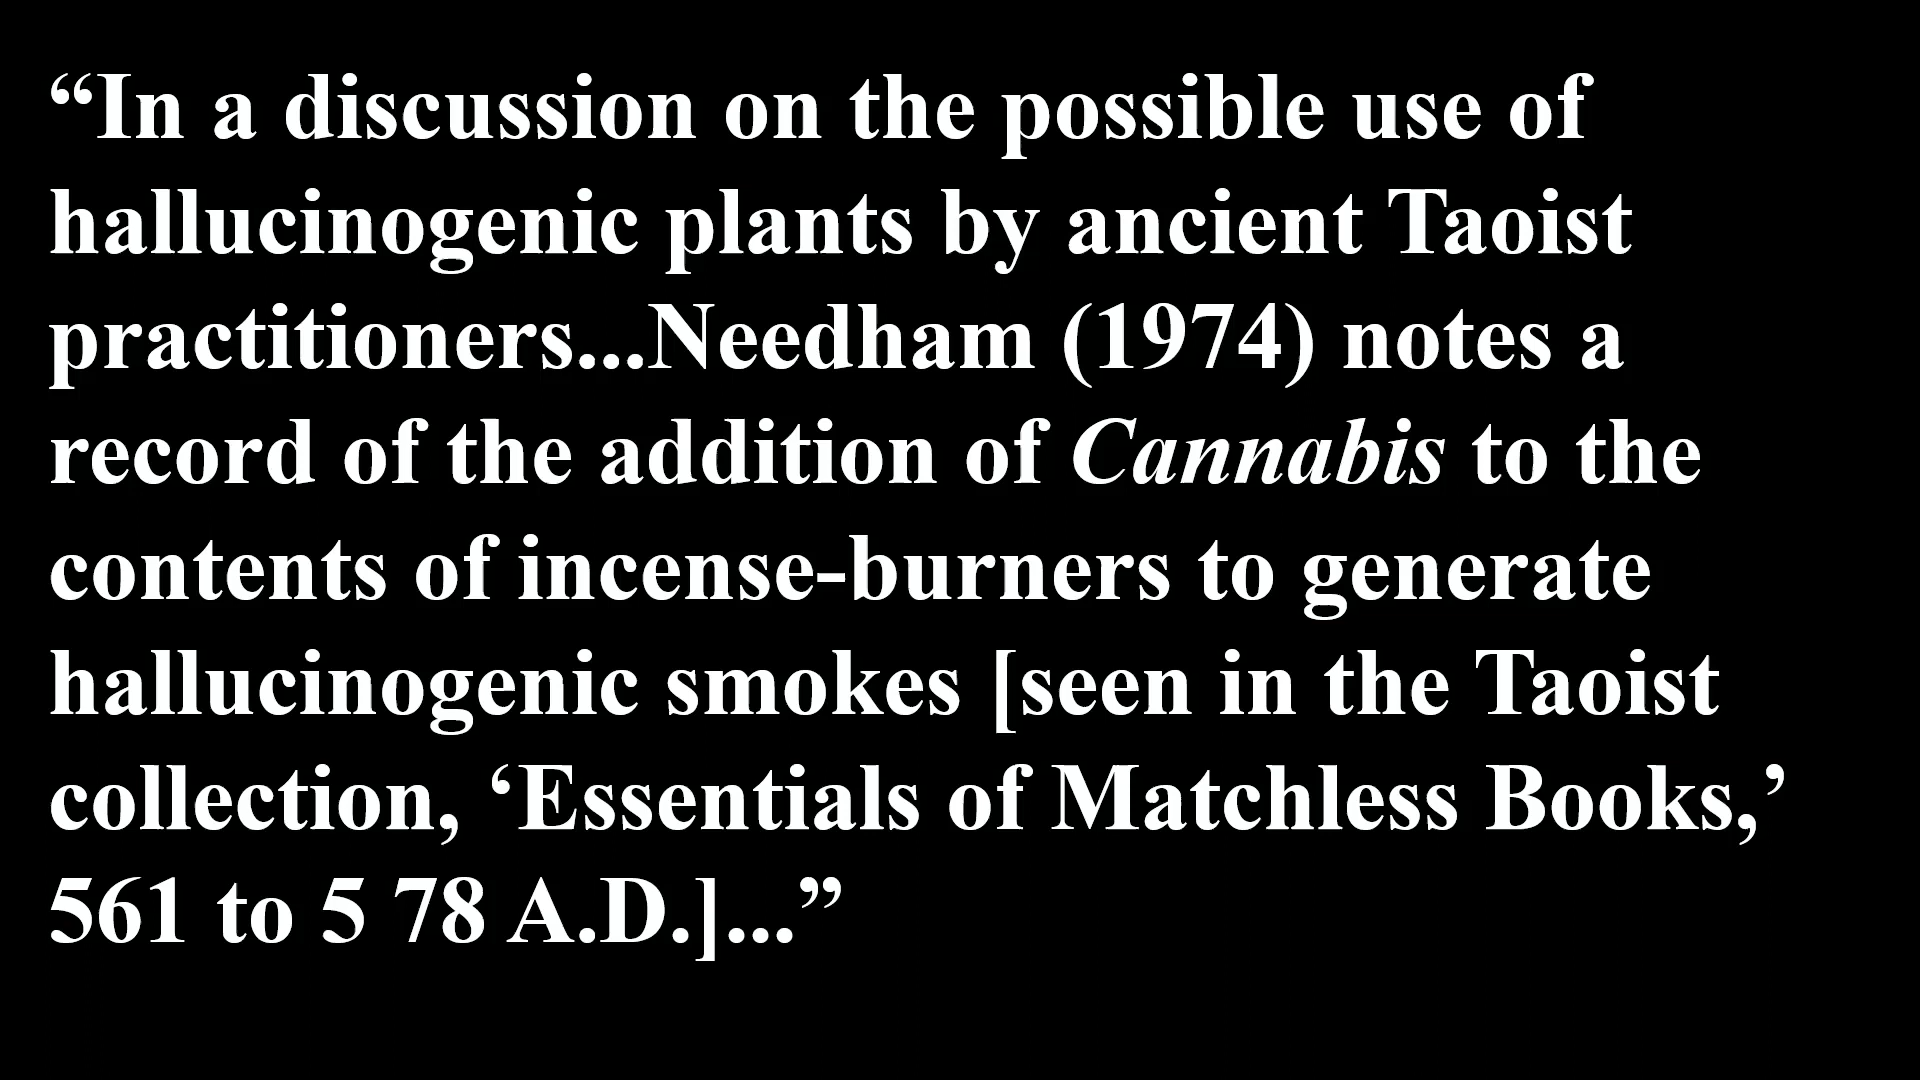 “In a discussion on the possible use of
hallucinogenic plants by ancient Taoist
practitioners...Needham (1974) notes a
record of the addition of Cannabis to the
contents of incense-burners to generate
hallucinogenic smokes [seen in the Taoist
collection, ‘Essentials of Matchless Books,’
561 to 5 78 A.D.]...”